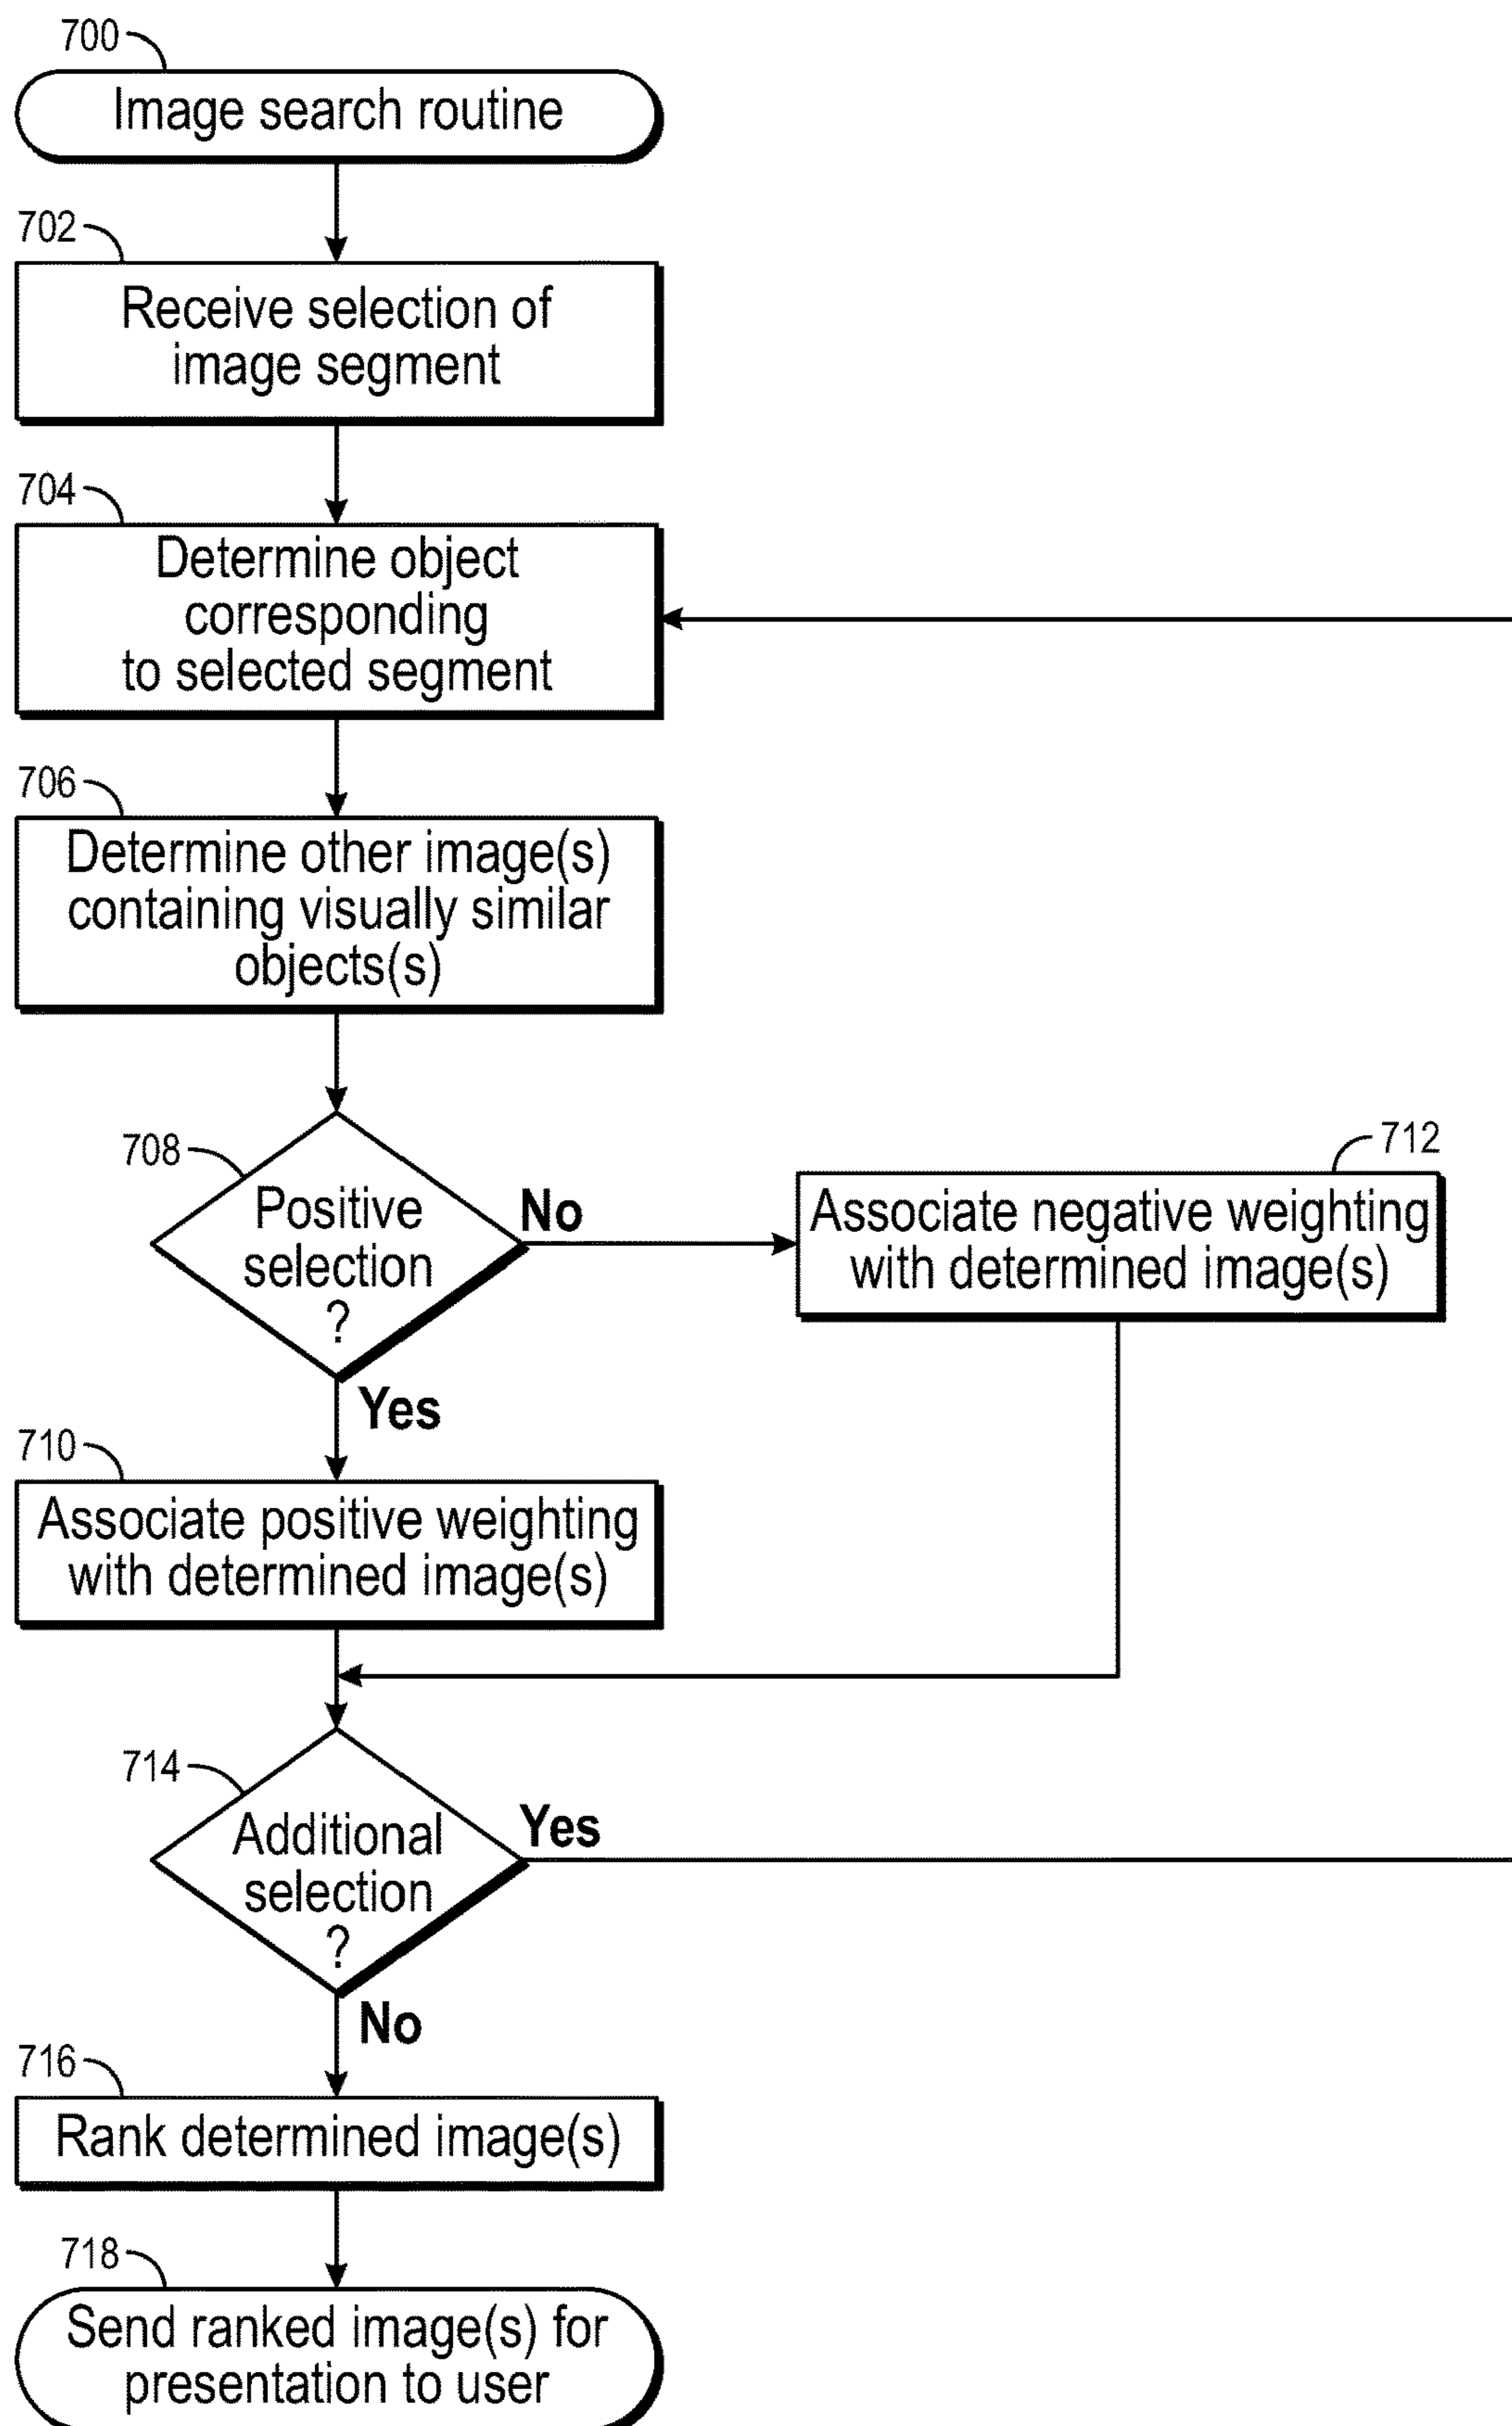 700
Image search routine
702
Receive selection of
image segment
704
Determine object
corresponding
to selected segment
706
Determine other image(s)
containing visually similar
objects(s)
708
Positive
selection
?
No
712
Associate negative weighting
with determined image(s)
Yes
710
Associate positive weighting
with determined image(s)
714
Additional
selection
?
Yes
No
716
Rank determined image(s)
718
Send ranked image(s) for
presentation to user